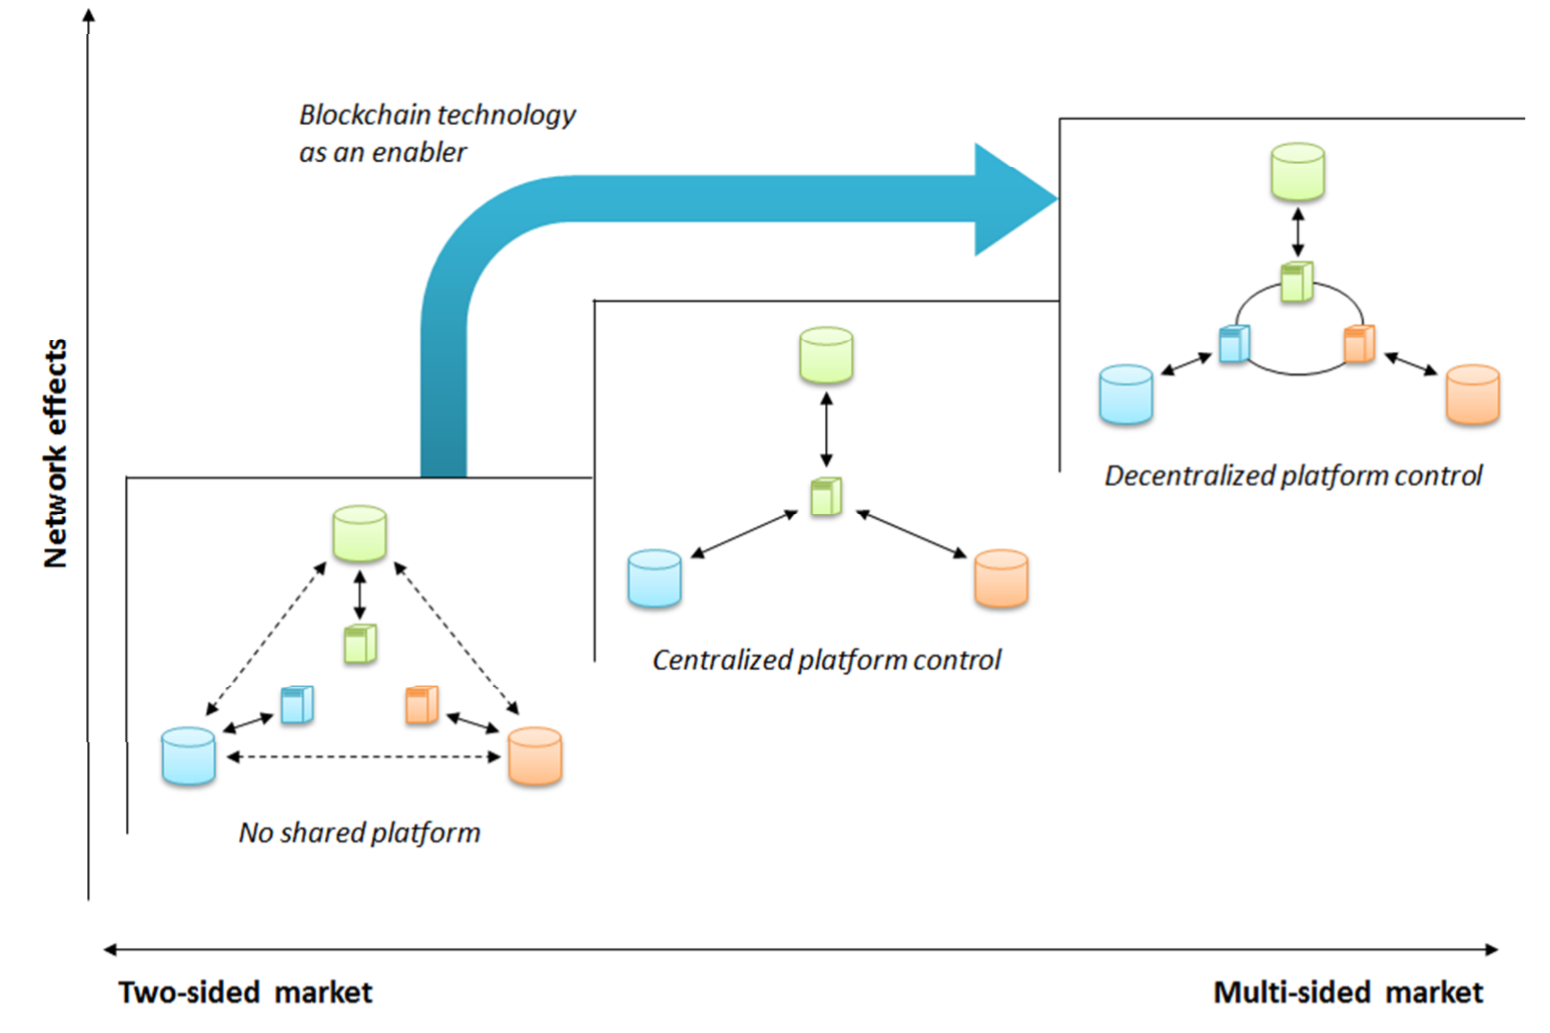 Blockchain technology
as an enabler
Network effects
Decentralized platform control
Centralized platform control
No shared platform
Two-sided market
Multi-sided market